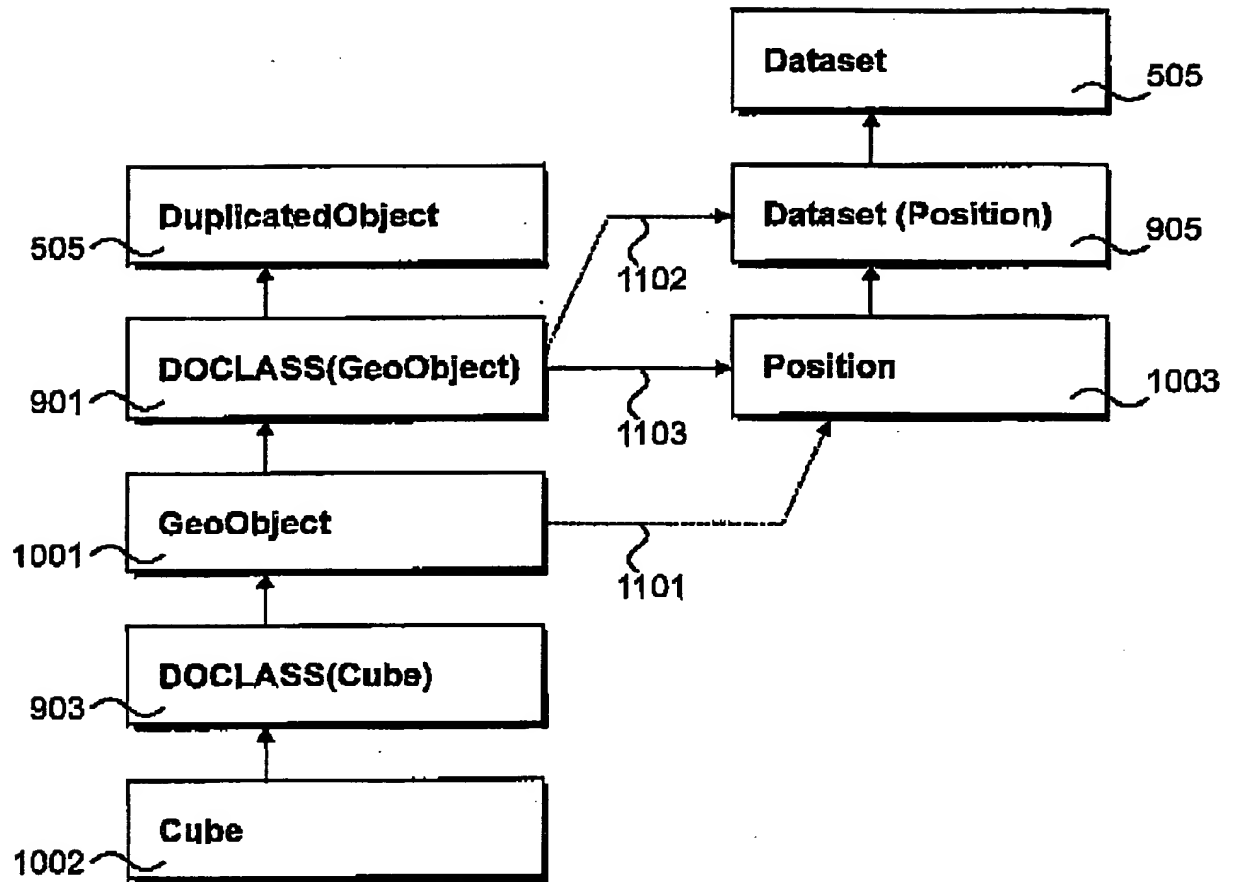 Dataset
505
DuplicatedObject
505
Dataset (Position)
905
1102
DOCLASS(GeoObject)
901
Position
1003
1103
GeoObject
1001
1101
DOCLASS(Cube)
903
Cube
1002